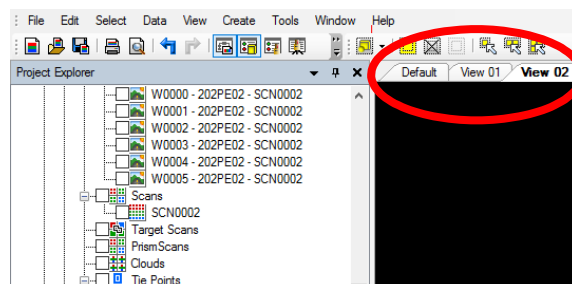 File Edit Select Data View Create Tools Window Help
Project Explorer
Default View 01 View 02
W0000 - 202PE02 - SCN0002
W0001 - 202PE02 - SCN0002
W0002 - 202PE02 - SCN0002
W0003 - 202PE02 - SCN0002
W0004 - 202PE02 - SCN0002
W0005 - 202PE02 - SCN0002
Scans
SCN0002
Target Scans
PrismScans
Clouds
Tie Points